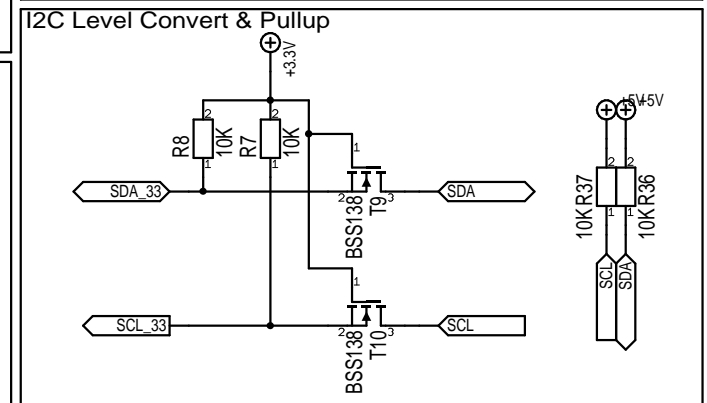 I2C Level Convert & Pullup
+3.3V
+5V+5V
2
R8
10K
1
2
R7
10K
1
1
SDA_33
2
3
SDA
BSS138
T9
1
SCL_33
2
3
SCL
BSS138
T10
2
2
10K
R37
R36
10K
1
1
SCL
SDA